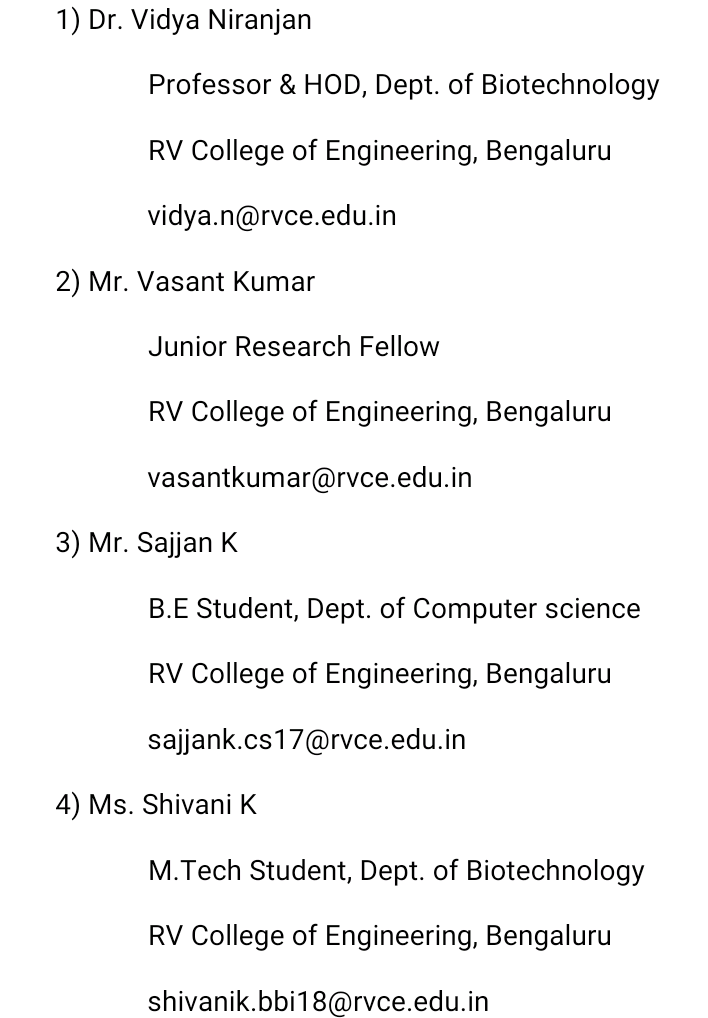 1) Dr. Vidya Niranjan
Professor & HOD, Dept. of Biotechnology
RV College of Engineering, Bengaluru
vidya.n@rvce.edu.in
2) Mr. Vasant Kumar
Junior Research Fellow
RV College of Engineering, Bengaluru
vasantkumar@rvce.edu.in
3) Mr. Sajjan K
B.E Student, Dept. of Computer science
RV College of Engineering, Bengaluru
sajjank.cs17@rvce.edu.in
4) Ms. Shivani K
M.Tech Student, Dept. of Biotechnology
RV College of Engineering, Bengaluru
shivanik.bbi18@rvce.edu.in